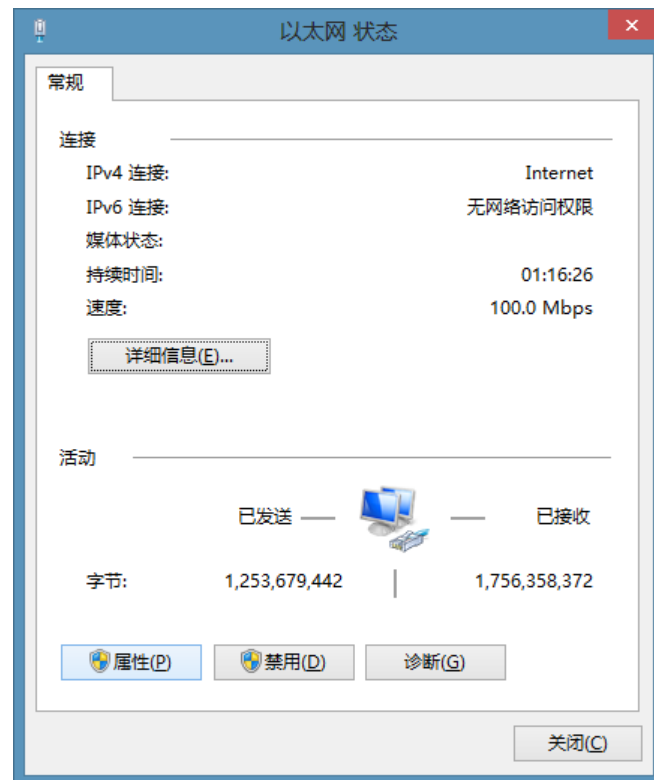 以太网 状态
常规
连接
IPv4 连接: Internet
IPv6 连接: 无网络访问权限
媒体状态:
持续时间: 01:16:26
速度: 100.0 Mbps
详细信息(E)...
活动
已发送 已接收
字节: 1,253,679,442 1,756,358,372
属性(P) 禁用(D) 诊断(G)
关闭(C)